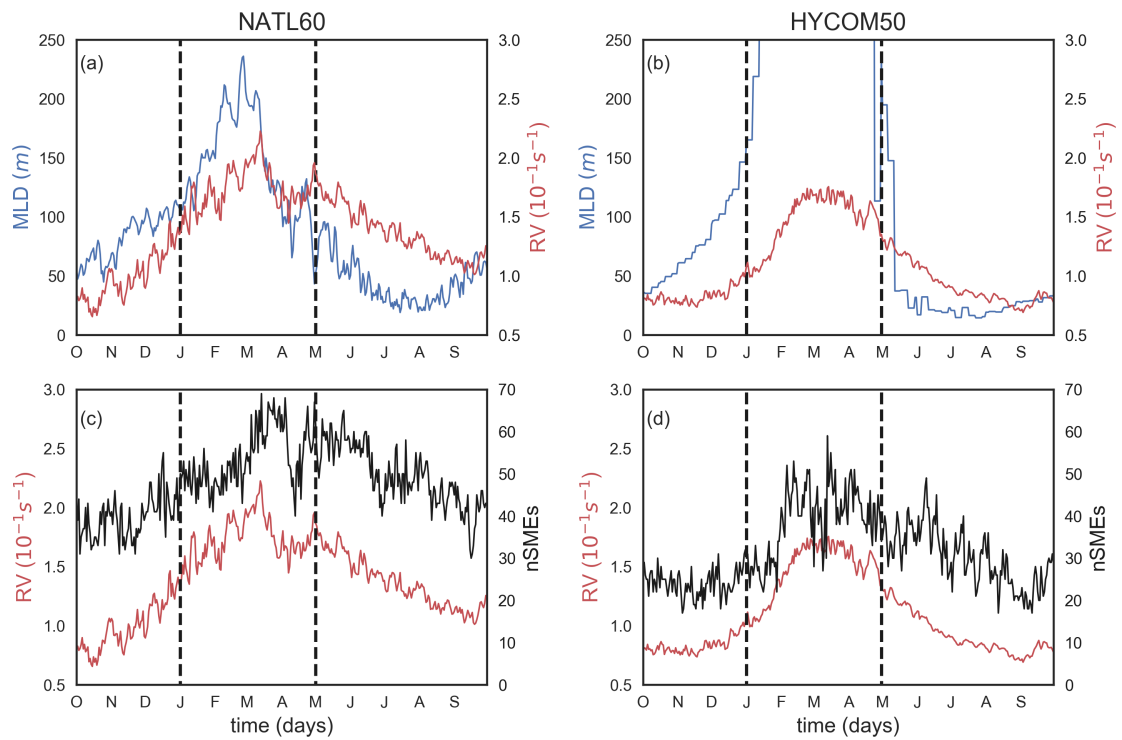 NATL60
HYCOM50
(a)
250
200
150
100
50
0
MLD (m)
3.0
2.5
2.0
1.5
1.0
0.5
RV (10⁻¹s⁻¹)
O N D J F M A M J J A S
(b)
250
200
150
100
50
0
MLD (m)
3.0
2.5
2.0
1.5
1.0
0.5
RV (10⁻¹s⁻¹)
O N D J F M A M J J A S
(c)
3.0
2.5
2.0
1.5
1.0
0.5
RV (10⁻¹s⁻¹)
70
60
50
40
30
20
10
0
nSMEs
O N D J F M A M J J A S
time (days)
(d)
3.0
2.5
2.0
1.5
1.0
0.5
RV (10⁻¹s⁻¹)
70
60
50
40
30
20
10
0
nSMEs
O N D J F M A M J J A S
time (days)